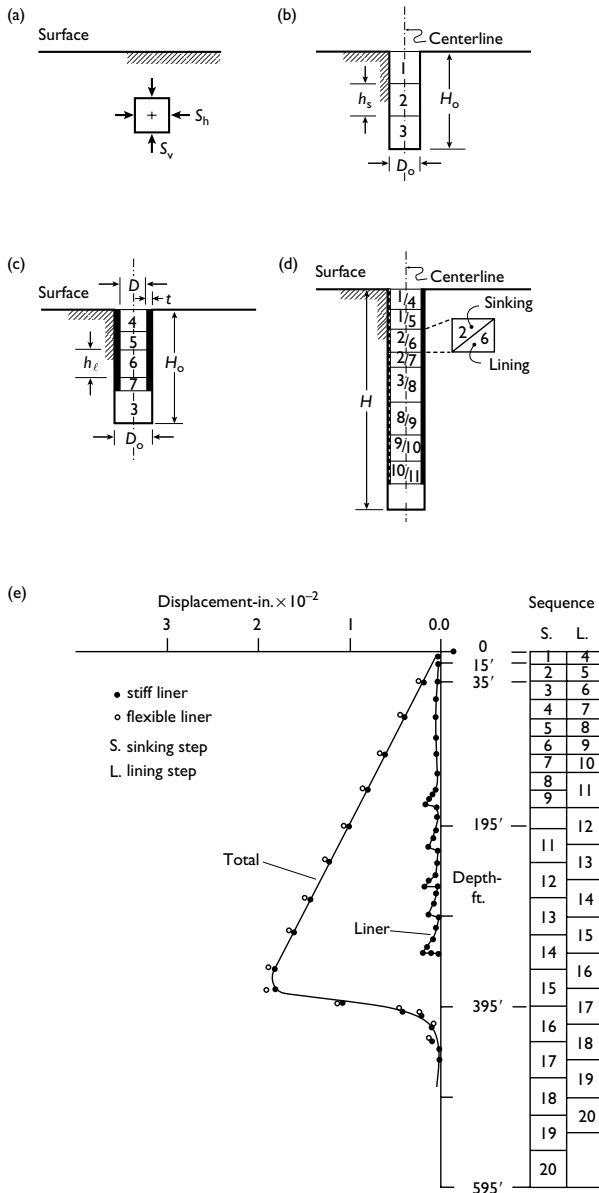 (a)
Surface
S_h
S_v
(b)
Centerline
1
2
3
h_s
H_o
D_o
(c)
Surface
D
t
4
5
6
7
3
h_ℓ
H_o
D_o
(d)
Surface
Centerline
1/4
1/5
2/6
2/7
3/8
8/9
9/10
10/11
H
Sinking
2 6
Lining
(e)
Displacement-in. × 10⁻²
3 2 1 0.0
Sequence
S. L.
• stiff liner
○ flexible liner
S. sinking step
L. lining step
Total
Liner
Depth-
ft.
0
15′
35′
195′
395′
595′
1 4
2 5
3 6
4 7
5 8
6 9
7 10
8 11
9
12
11
13
12
14
13
15
14
16
15
17
16
18
17
19
18
20
19
20